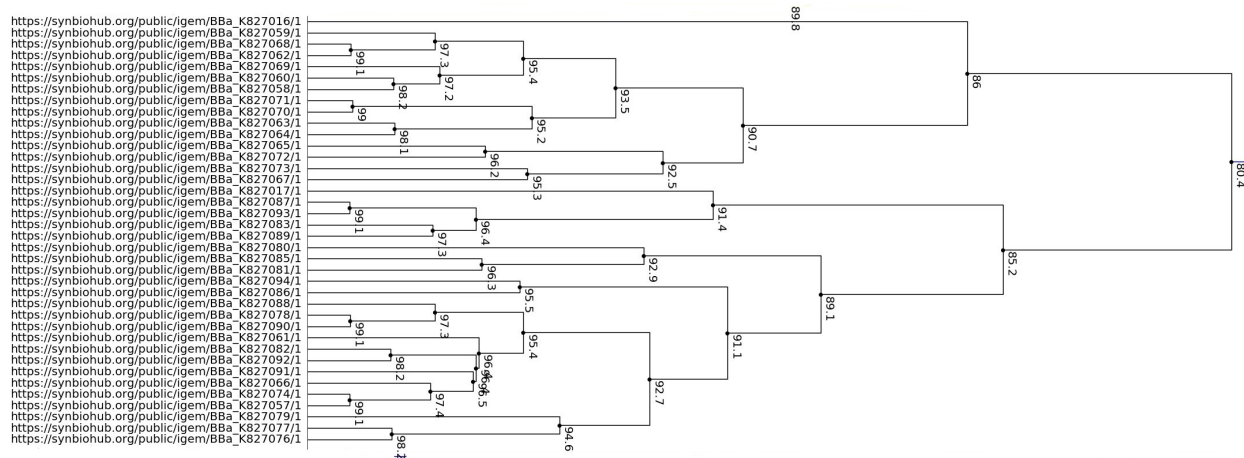 https://synbiohub.org/public/igem/BBa_K827016/1
https://synbiohub.org/public/igem/BBa_K827059/1
https://synbiohub.org/public/igem/BBa_K827068/1
https://synbiohub.org/public/igem/BBa_K827062/1
https://synbiohub.org/public/igem/BBa_K827069/1
https://synbiohub.org/public/igem/BBa_K827060/1
https://synbiohub.org/public/igem/BBa_K827058/1
https://synbiohub.org/public/igem/BBa_K827071/1
https://synbiohub.org/public/igem/BBa_K827070/1
https://synbiohub.org/public/igem/BBa_K827063/1
https://synbiohub.org/public/igem/BBa_K827064/1
https://synbiohub.org/public/igem/BBa_K827065/1
https://synbiohub.org/public/igem/BBa_K827072/1
https://synbiohub.org/public/igem/BBa_K827073/1
https://synbiohub.org/public/igem/BBa_K827067/1
https://synbiohub.org/public/igem/BBa_K827017/1
https://synbiohub.org/public/igem/BBa_K827087/1
https://synbiohub.org/public/igem/BBa_K827093/1
https://synbiohub.org/public/igem/BBa_K827083/1
https://synbiohub.org/public/igem/BBa_K827089/1
https://synbiohub.org/public/igem/BBa_K827080/1
https://synbiohub.org/public/igem/BBa_K827085/1
https://synbiohub.org/public/igem/BBa_K827081/1
https://synbiohub.org/public/igem/BBa_K827094/1
https://synbiohub.org/public/igem/BBa_K827086/1
https://synbiohub.org/public/igem/BBa_K827088/1
https://synbiohub.org/public/igem/BBa_K827078/1
https://synbiohub.org/public/igem/BBa_K827090/1
https://synbiohub.org/public/igem/BBa_K827061/1
https://synbiohub.org/public/igem/BBa_K827082/1
https://synbiohub.org/public/igem/BBa_K827092/1
https://synbiohub.org/public/igem/BBa_K827091/1
https://synbiohub.org/public/igem/BBa_K827066/1
https://synbiohub.org/public/igem/BBa_K827074/1
https://synbiohub.org/public/igem/BBa_K827057/1
https://synbiohub.org/public/igem/BBa_K827079/1
https://synbiohub.org/public/igem/BBa_K827077/1
https://synbiohub.org/public/igem/BBa_K827076/1
89.8
97.3
99.1
95.4
97.2
98.2
93.5
86
99
95.2
98.1
90.7
96.2
92.5
95.3
80.4
91.4
99.1
96.4
97.3
85.2
92.9
96.3
95.5
89.1
97.3
99.1
95.4
91.1
98.2
96.5
92.7
97.4
99.1
94.6